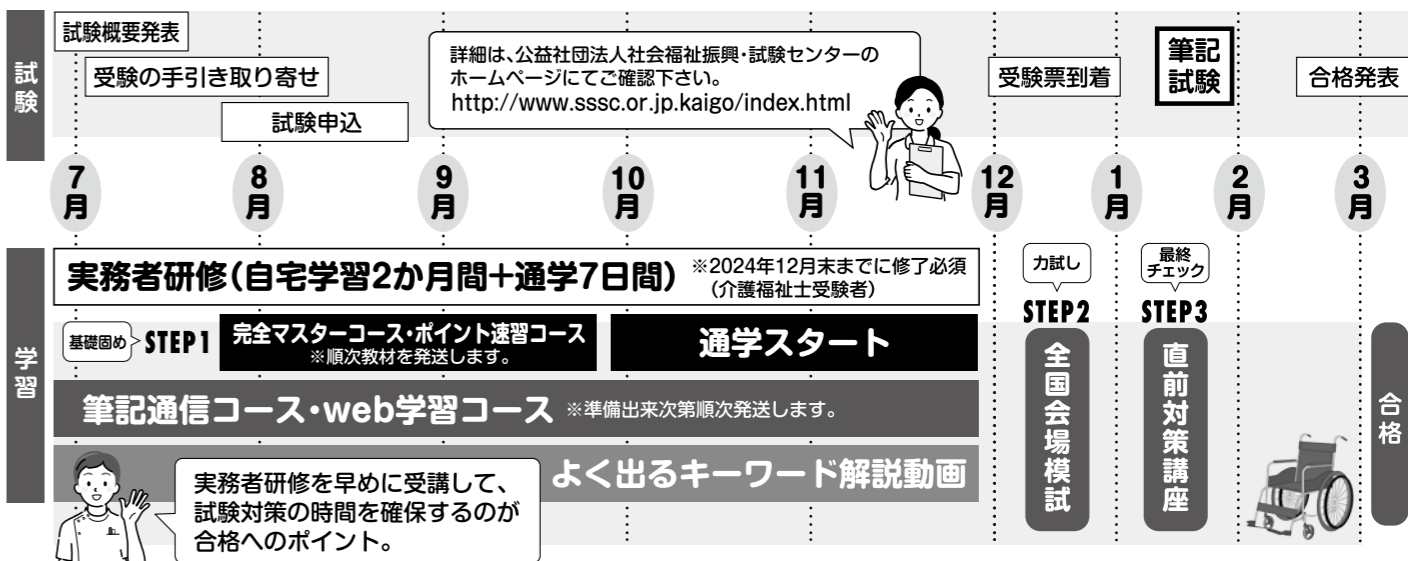 試験
試験概要発表
受験の手引き取り寄せ
試験申込
詳細は、公益社団法人社会福祉振興・試験センターの
ホームページにてご確認下さい。
http://www.sssc.or.jp.kaigo/index.html
受験票到着
筆記
試験
合格発表
7月
8月
9月
10月
11月
12月
1月
2月
3月
学習
実務者研修(自宅学習2か月間+通学7日間)
※2024年12月末までに修了必須
(介護福祉士受験者)
基礎固め
STEP1
完全マスターコース・ポイント速習コース
※順次教材を発送します。
通学スタート
筆記通信コース・web学習コース ※準備出来次第順次発送します。
よく出るキーワード解説動画
実務者研修を早めに受講して、
試験対策の時間を確保するのが
合格へのポイント。
力試し
STEP2
全国会場模試
最終
チェック
STEP3
直前対策講座
合格